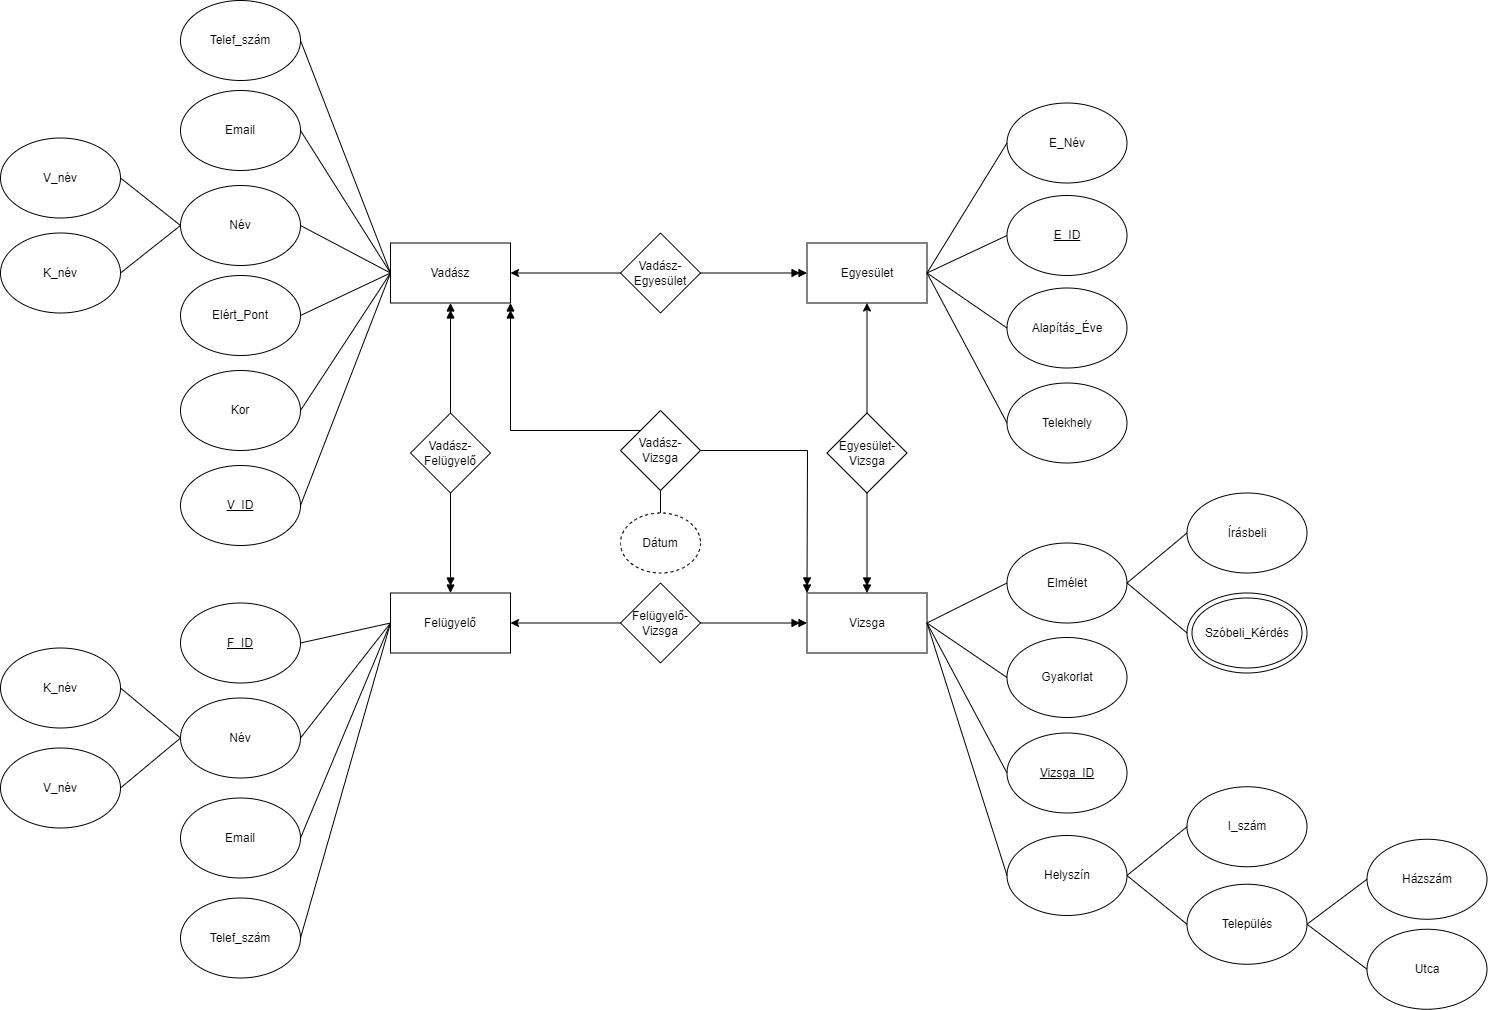 Telef_szám
Email
V_név
Név
K_név
Elért_Pont
Kor
V_ID
Vadász
Vadász-
Egyesület
Egyesület
E_Név
E_ID
Alapítás_Éve
Telekhely
Vadász-
Felügyelő
Vadász-
Vizsga
Egyesület-
Vizsga
Dátum
Felügyelő
Felügyelő-
Vizsga
Vizsga
F_ID
K_név
Név
V_név
Email
Telef_szám
Elmélet
Írásbeli
Szóbeli_Kérdés
Gyakorlat
Vizsga_ID
Helyszín
I_szám
Település
Házszám
Utca